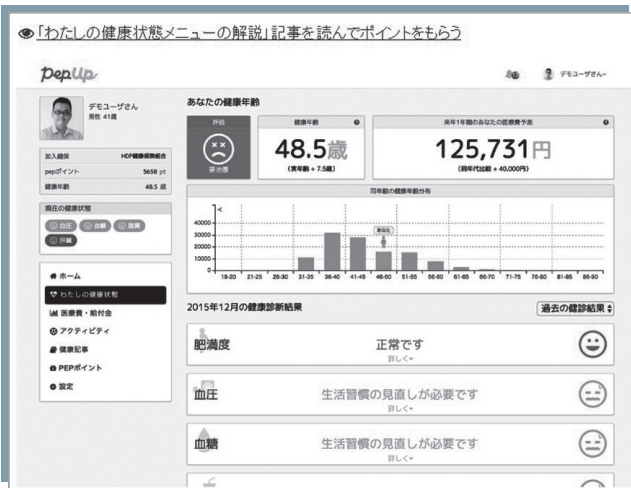 「わたしの健康状態メニューの解説」記事を読んでポイントをもらう
PepUp
デモユーザさん
デモユーザさん
男性 41歳
加入健保 HDF健康保険組合
pepポイント 5658 pt
健康年齢 48.5 歳
現在の健康状態
血圧 血糖 脂質
肝臓
ホーム
わたしの健康状態
医療費・給付金
アクティビティ
健康記事
PEPポイント
設定
あなたの健康年齢
評価
要治療
健康年齢
48.5歳
(実年齢 + 7.5歳)
来年1年間のあなたの医療費予測
125,731円
(同年代比較 + 40,000円)
同年齢の健康年齢分布
人
40000
30000
20000
10000
0
あなた
18-20 21-25 26-30 31-35 36-40 41-45 46-50 51-55 56-60 61-65 66-70 71-75 76-80 81-85 86-90
2015年12月の健康診断結果
過去の健診結果
肥満度
正常です
詳しく
血圧
生活習慣の見直しが必要です
詳しく
血糖
生活習慣の見直しが必要です
詳しく